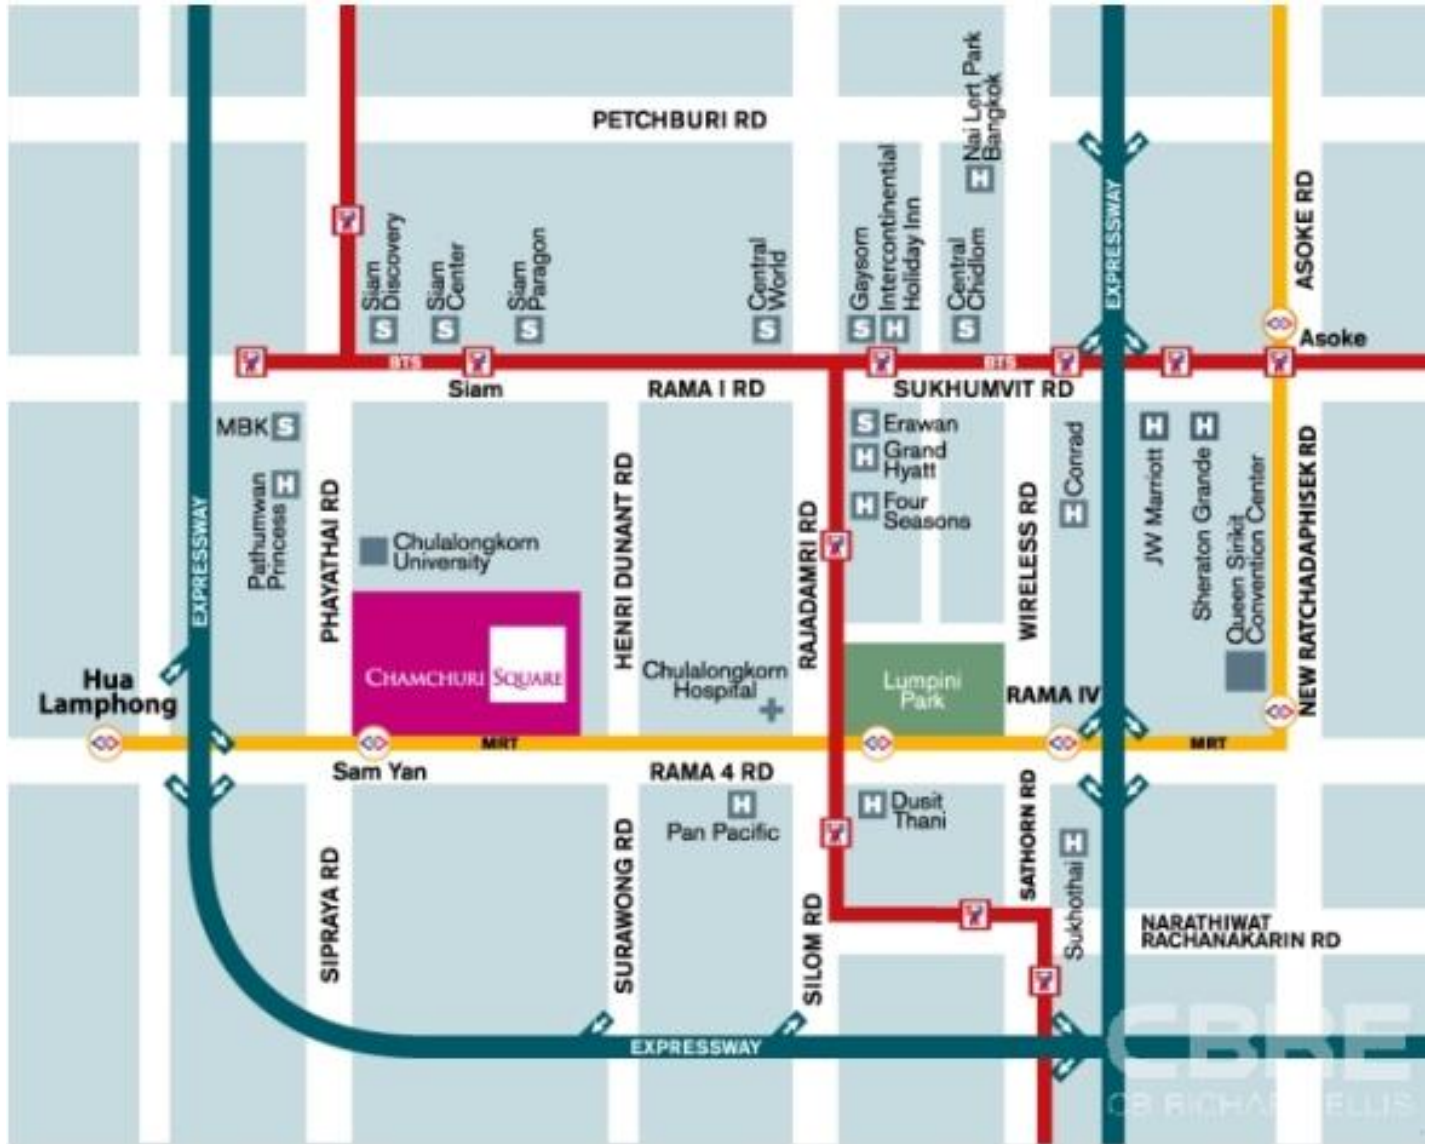 PETCHBURI RD
Nai Lert Park
Bangkok
EXPRESSWAY
ASOKE RD
Siam
Discovery
Siam
Center
Siam
Paragon
Central
World
Gaysorn
Intercontinental
Holiday Inn
Central
Chidlom
S
S
S
S
S
H
S
H
Asoke
BTS
BTS
Siam
RAMA I RD
SUKHUMVIT RD
MBK S
S Erawan
H Grand
Hyatt
H Four
Seasons
H
Pathumwan
Princess
EXPRESSWAY
PHAYATHAI RD
Chulalongkorn
University
HENRI DUNANT RD
RAJADAMRI RD
WIRELESS RD
Conrad
H
H
JW Marriott
H
Sheraton Grande
Queen Sirikit
Convention Center
NEW RATCHADAPHISEK RD
CHAMCHURI SQUARE
Chulalongkorn
Hospital
Lumpini
Park
RAMA IV
Hua
Lamphong
MRT
MRT
Sam Yan
RAMA 4 RD
H
Pan Pacific
H Dusit
Thani
SATHORN RD
H
Sukhothai
SIPRAYA RD
SURAWONG RD
SILOM RD
NARATHIWAT
RACHANAKARIN RD
EXPRESSWAY
CBRE
CB RICHARD ELLIS